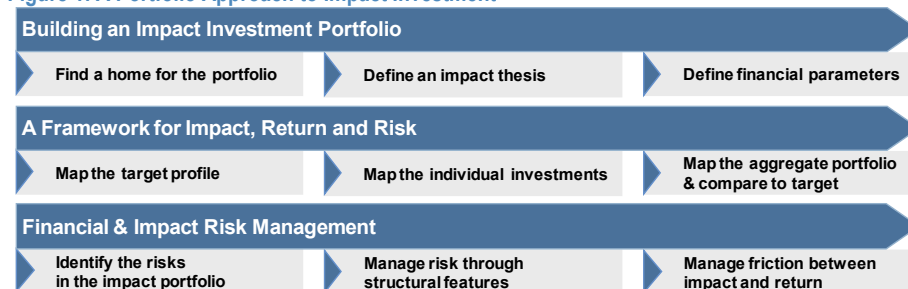 Building an Impact Investment Portfolio
Find a home for the portfolio
Define an impact thesis
Define financial parameters
A Framework for Impact, Return and Risk
Map the target profile
Map the individual investments
Map the aggregate portfolio
& compare to target
Financial & Impact Risk Management
Identify the risks
in the impact portfolio
Manage risk through
structural features
Manage friction between
impact and return